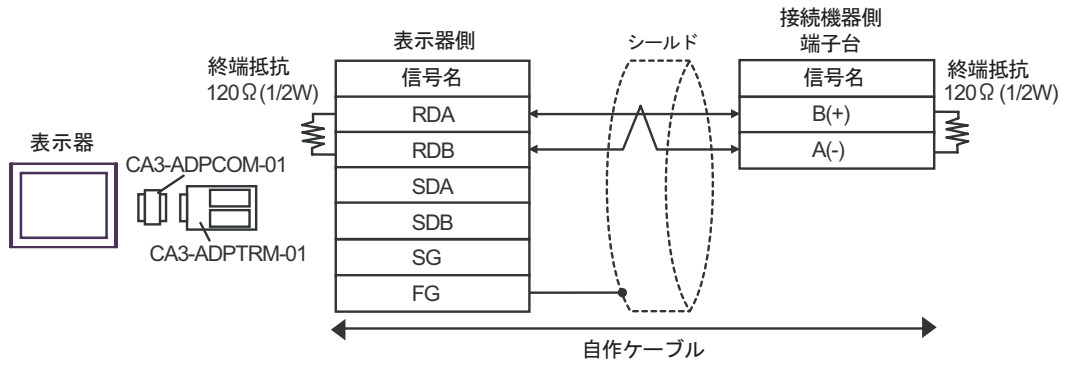 表示器
CA3-ADPCOM-01
CA3-ADPTRM-01
終端抵抗
120Ω(1/2W)
表示器側
信号名
RDA
RDB
SDA
SDB
SG
FG
シールド
接続機器側
端子台
信号名
B(+)
A(-)
終端抵抗
120Ω(1/2W)
自作ケーブル